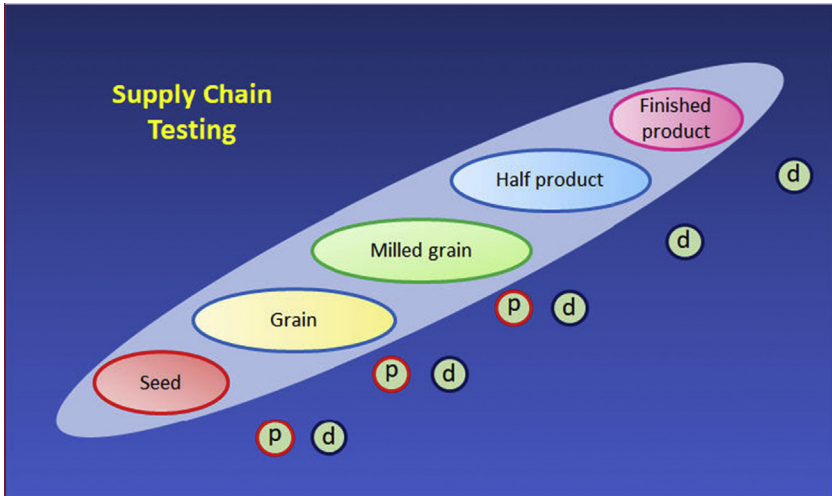 Supply Chain
Testing
Finished
product
d
Half product
d
Milled grain
p d
Grain
p d
Seed
p d